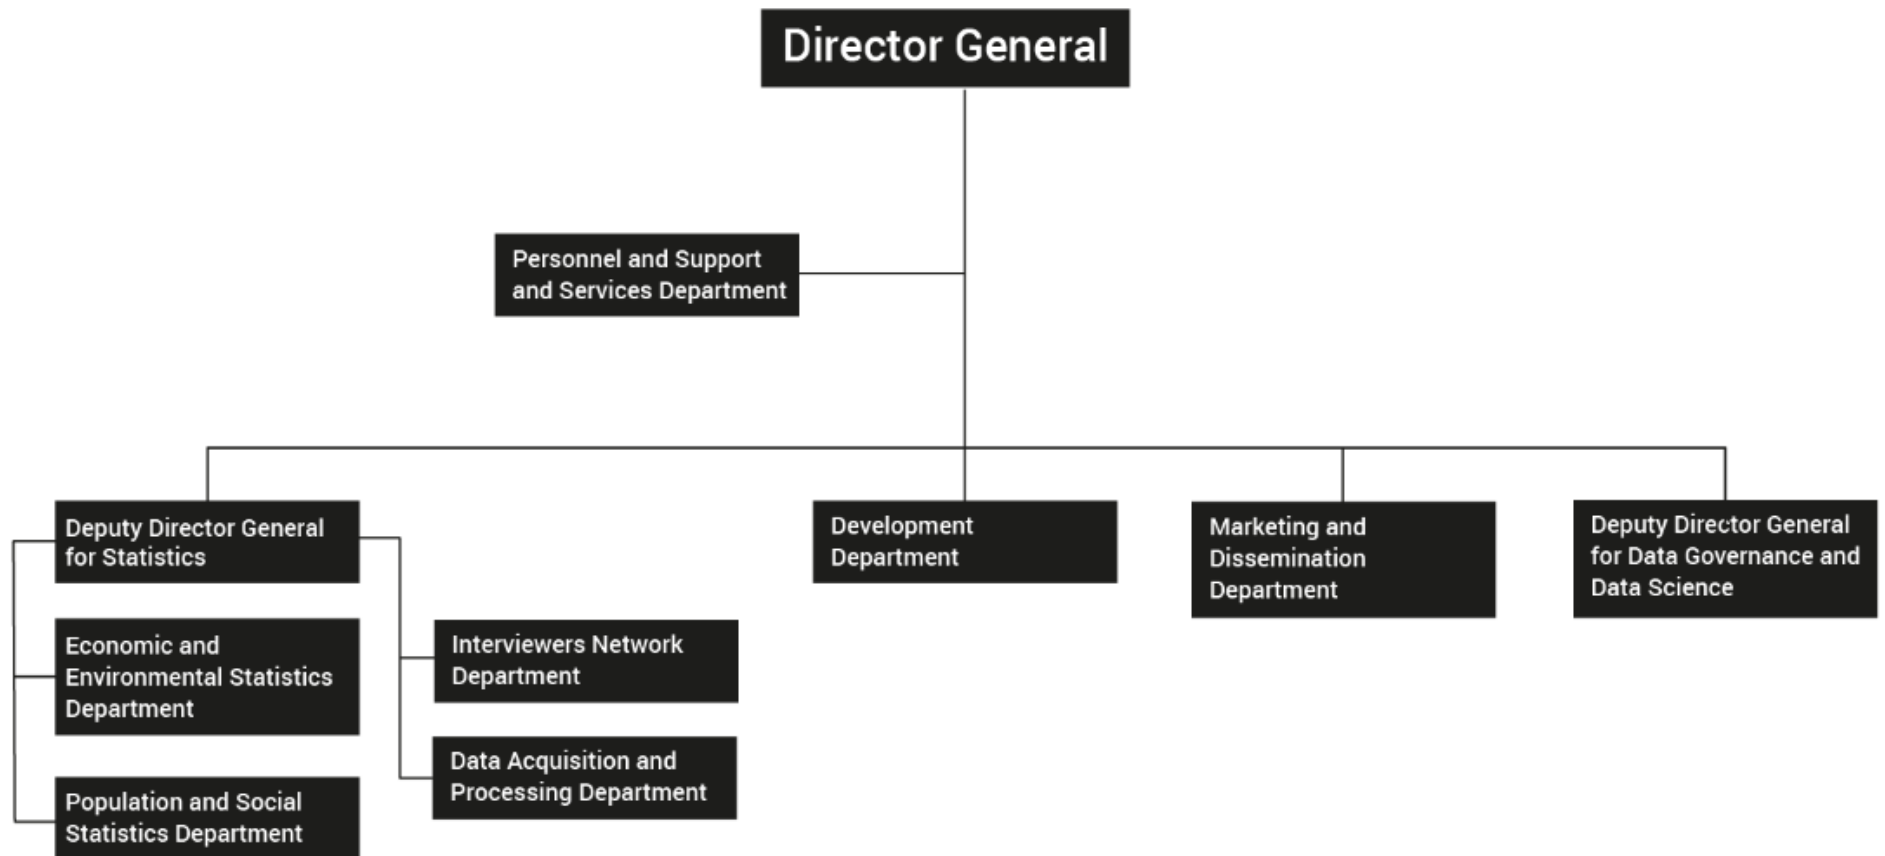 Director General
Personnel and Support
and Services Department
Deputy Director General
for Statistics
Development
Department
Marketing and
Dissemination
Department
Deputy Director General
for Data Governance and
Data Science
Economic and
Environmental Statistics
Department
Interviewers Network
Department
Data Acquisition and
Processing Department
Population and Social
Statistics Department